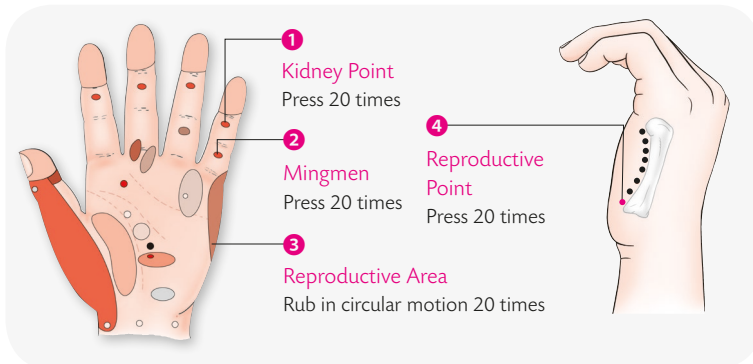 1
Kidney Point
Press 20 times
2
Mingmen
Press 20 times
3
Reproductive Area
Rub in circular motion 20 times
4
Reproductive
Point
Press 20 times